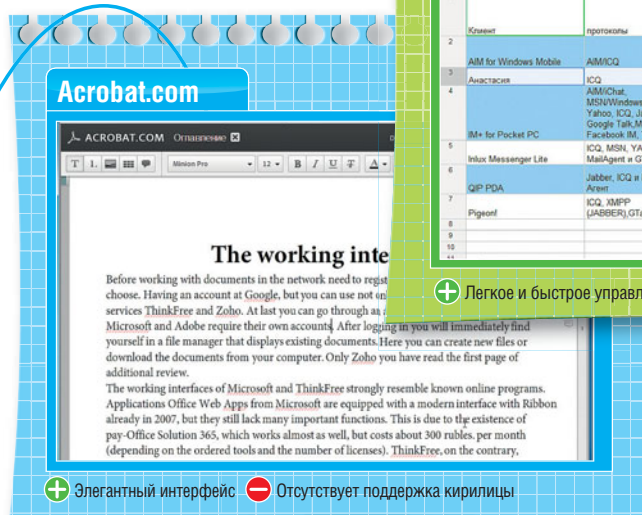 Acrobat.com
ACROBAT.COM Оглавление
T 1. Minion Pro 12 B I U T A
The working inte
Before working with documents in the network need to regist
choose. Having an account at Google, but you can use not on
services ThinkFree and Zoho. At last you can go through an
Microsoft and Adobe require their own accounts. After logging in you will immediately find
yourself in a file manager that displays existing documents. Here you can create new files or
download the documents from your computer. Only Zoho you have read the first page of
additional review.
The working interfaces of Microsoft and ThinkFree strongly resemble known online programs.
Applications Office Web Apps from Microsoft are equipped with a modern interface with Ribbon
already in 2007, but they still lack many important functions. This is due to the existence of
pay-Office Solution 365, which works almost as well, but costs about 300 rubles. per month
(depending on the ordered tools and the number of licenses). ThinkFree, on the contrary,
Элегантный интерфейс Отсутствует поддержка кирилицы
Клиент протоколы
2
AIM for Windows Mobile AIM/ICQ
3
Анастасия ICQ
4
AIM/iChat,
MSN/Windows
Yahoo, ICQ, Ja
Google Talk,M
IM+ for Pocket PC Facebook IM,
5
ICQ, MSN, YA
Inlux Messenger Lite MailAgent и G
6
Jabber, ICQ и
QIP PDA Агент
7
ICQ, XMPP
Pigeon! (JABBER),GTa
8
9
10
Легкое и быстрое управл